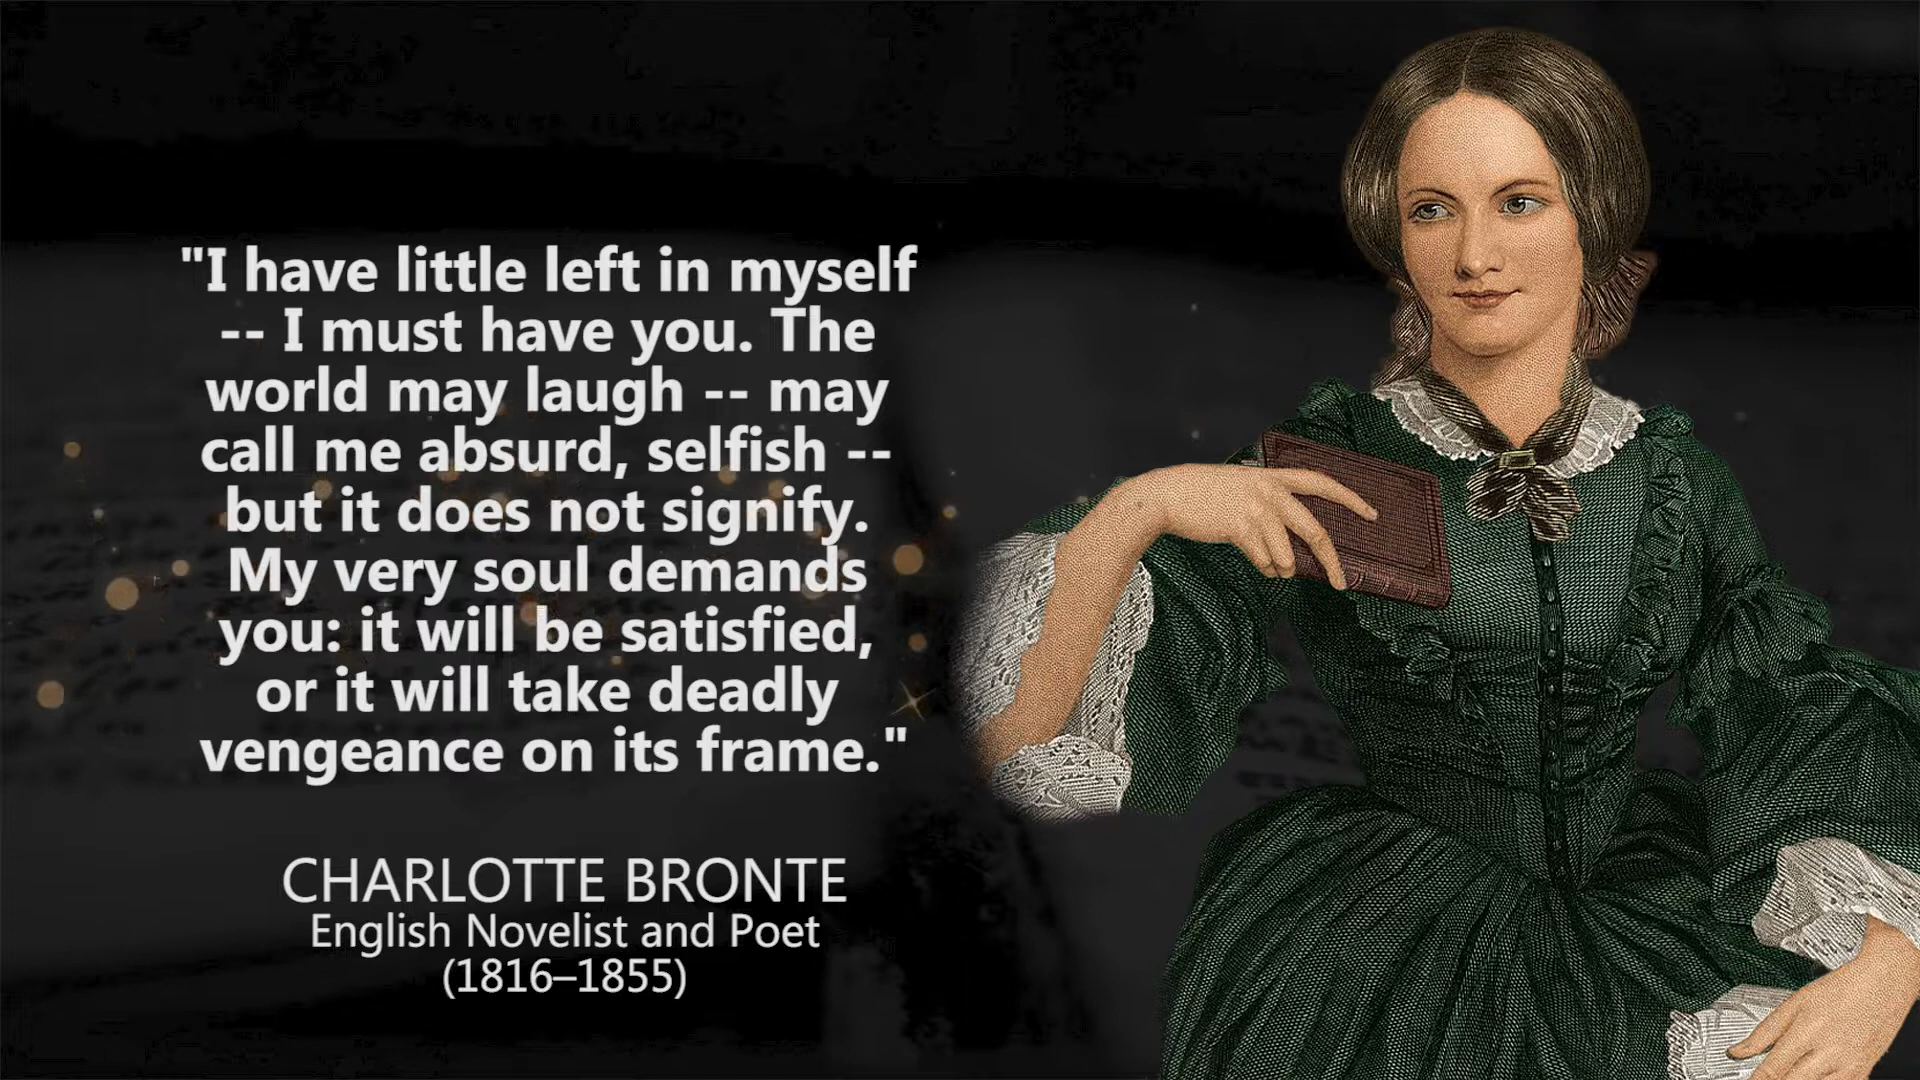 "I have little left in myself
-- I must have you. The
world may laugh -- may
call me absurd, selfish --
but it does not signify.
My very soul demands
you: it will be satisfied,
or it will take deadly
vengeance on its frame."
CHARLOTTE BRONTE
English Novelist and Poet
(1816–1855)